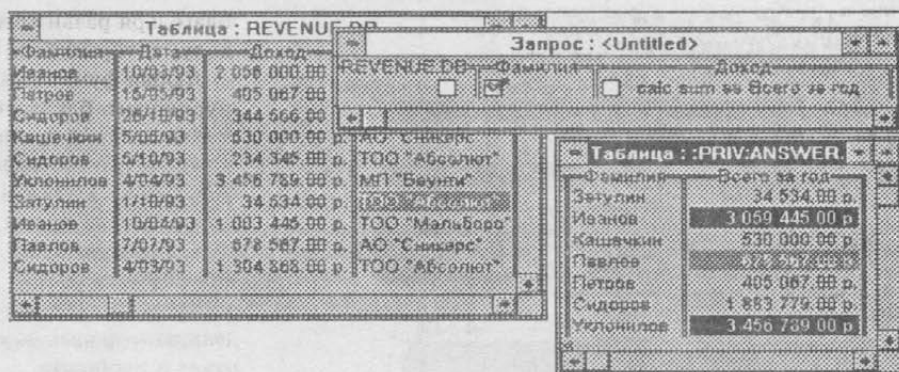 Таблица : REVENUE.DB
Фамилия Дата Доход
Иванов 10/03/93 2 056 000.00
Петров 15/05/93 405 067.00
Сидоров 26/10/93 344 566.00
Кашечкин 5/05/93 530 000.00 АО "Сникерс"
Сидоров 5/10/93 234 345.00 р. ТОО "Абсолют"
Уклонилов 4/04/93 3 456 789.00 р. МП "Баунти"
Зятулин 1/10/93 34 534.00 р.
Иванов 10/04/93 1 003 445.00 р. ТОО "Мальборо"
Павлов 7/07/93 678 567.00 р. АО "Сникерс"
Сидоров 4/03/93 1 304 868.00 р. ТОО "Абсолют"
Запрос : <Untitled>
REVENUE.DB Фамилия Доход
calc sum as Всего за год
Таблица : :PRIV:ANSWER.
Фамилия Всего за год
Зятулин 34 534.00 р.
Иванов 3 059 445.00 р.
Кашечкин 530 000.00 р.
Павлов 678 567.00 р.
Петров 405 067.00 р.
Сидоров 1 883 779.00 р.
Уклонилов 3 456 789.00 р